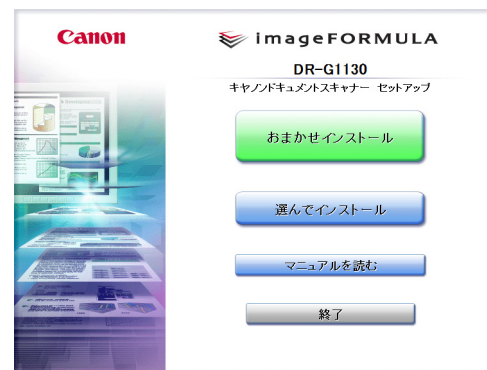 Canon
imageFORMULA
DR-G1130
キヤノンドキュメントスキャナー セットアップ
おまかせインストール
選んでインストール
マニュアルを読む
終了